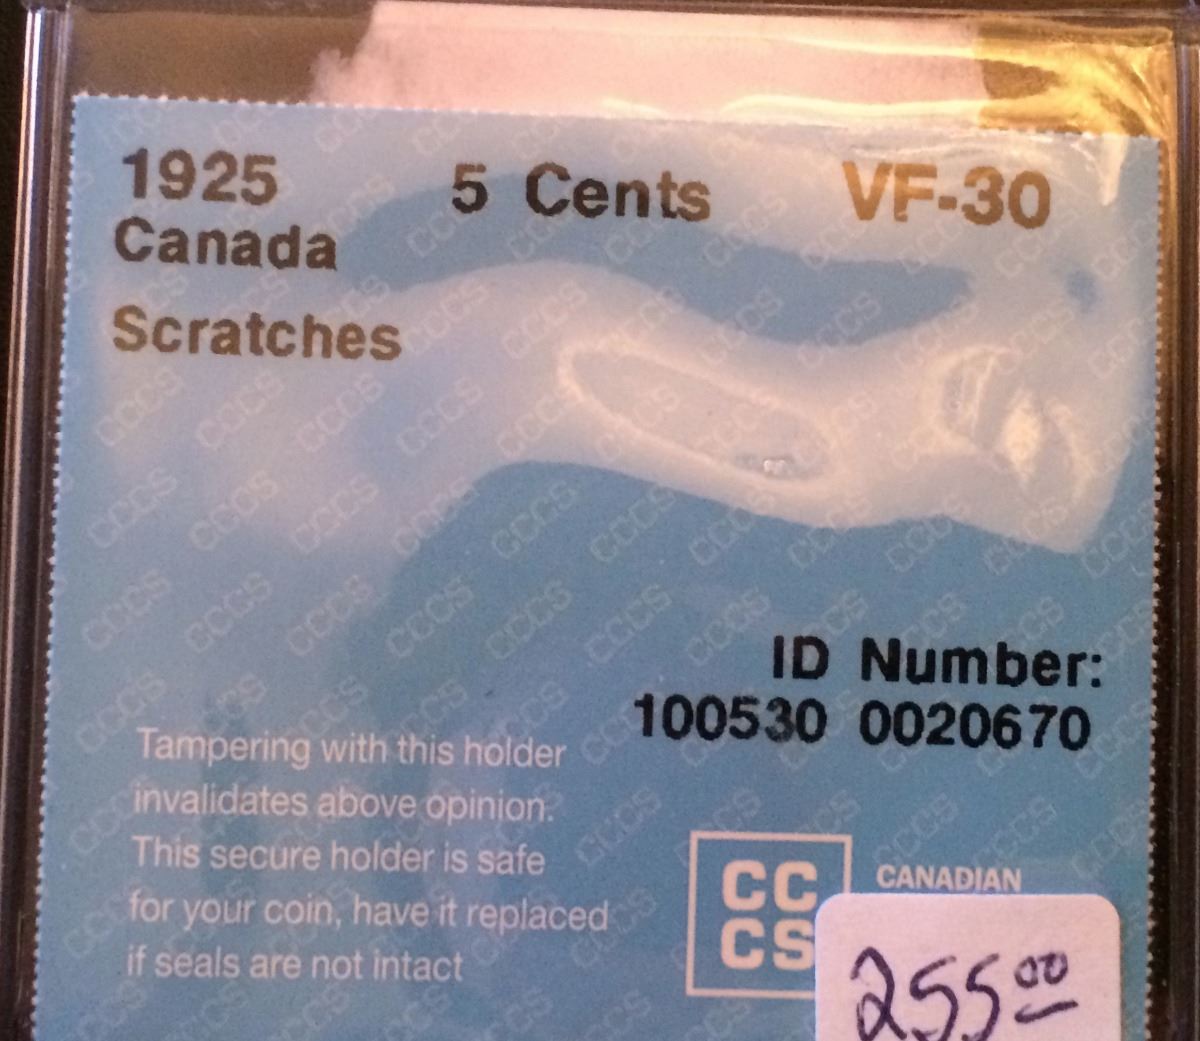 1925 5 Cents VF-30
Canada
Scratches
ID Number:
100530 0020670
Tampering with this holder
invalidates above opinion.
This secure holder is safe
for your coin, have it replaced
if seals are not intact
CC
CS
CANADIAN
255.00